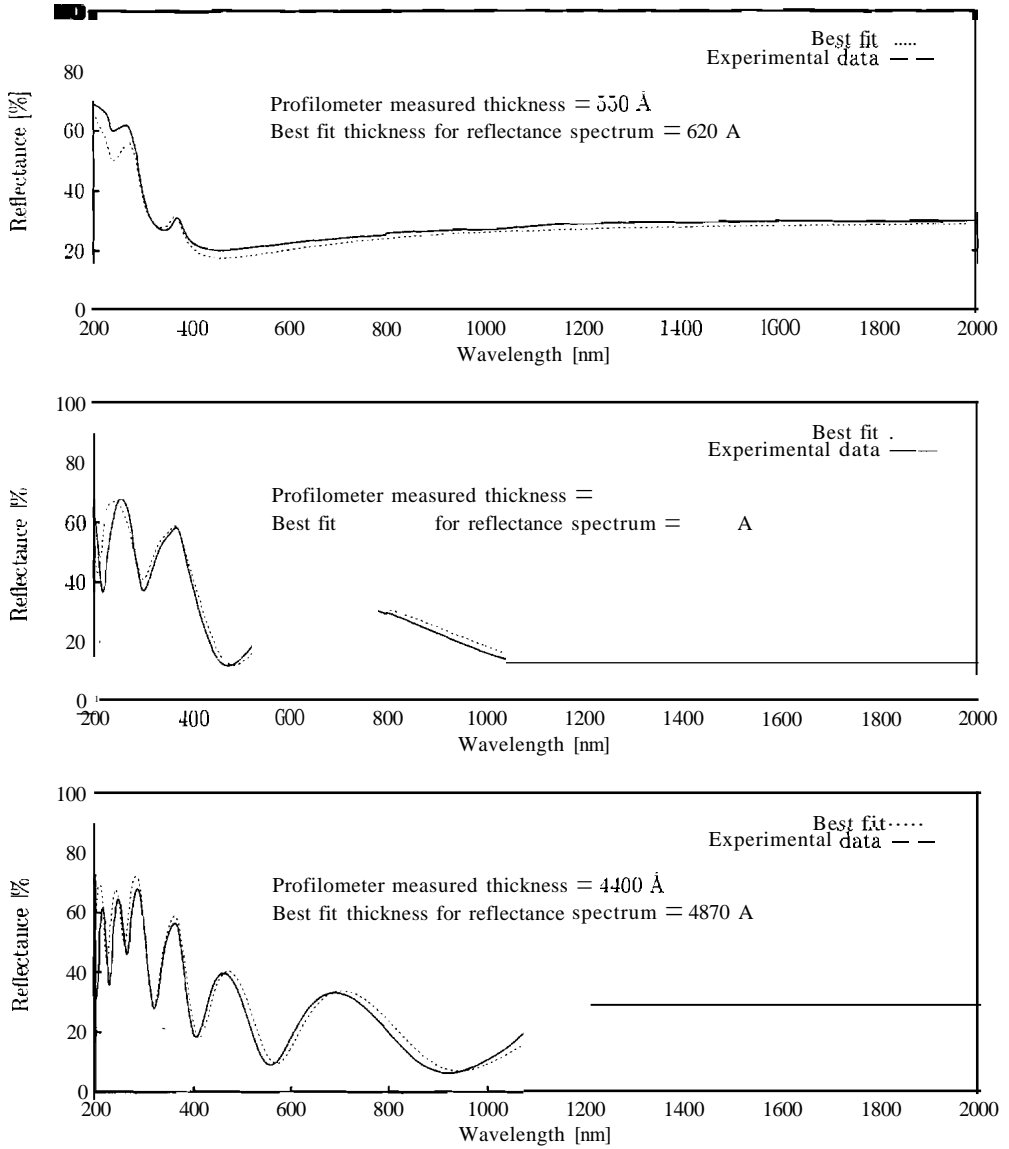 Best fit .....
Experimental data — —
80
Profilometer measured thickness = 550 Å
Best fit thickness for reflectance spectrum = 620 A
60
40
20
0
Reflectance [%]
200 400 600 800 1000 1200 1400 1600 1800 2000
Wavelength [nm]
100
Best fit .
Experimental data
80
Profilometer measured thickness =
Best fit for reflectance spectrum = A
60
40
20
0
Reflectance [%
200 400 600 800 1000 1200 1400 1600 1800 2000
Wavelength [nm]
100
Best fit .....
Experimental data — —
80
Profilometer measured thickness = 4400 Å
Best fit thickness for reflectance spectrum = 4870 A
60
40
20
0
Reflectance [%
200 400 600 800 1000 1200 1400 1600 1800 2000
Wavelength [nm]